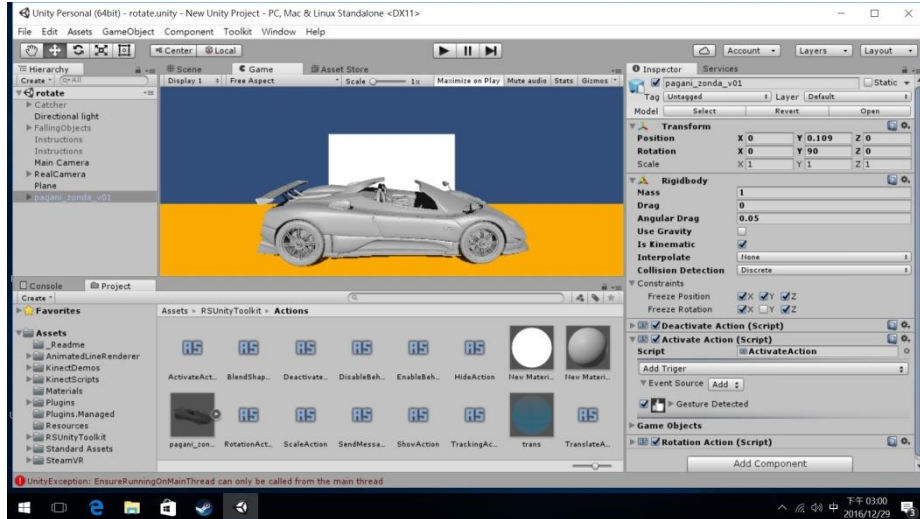 Unity Personal (64bit) - rotate.unity - New Unity Project - PC, Mac & Linux Standalone <DX11>
File Edit Assets GameObject Component Toolkit Window Help
Center Local Account Layers Layout
Hierarchy
Create All
rotate
Catcher
Directional light
FallingObjects
Instructions
Instructions
Main Camera
RealCamera
Plane
pagani_zonda_v01
Scene Game Asset Store
Display 1 Free Aspect Scale 1x Maximize on Play Mute audio Stats Gizmos
Console Project
Create
Favorites
Assets
_Readme
AnimatedLineRenderer
KinectDemos
KinectScripts
Materials
Plugins
Plugins.Managed
Resources
RSUnityToolkit
Standard Assets
SteamVR
Assets ▸ RSUnityToolkit ▸ Actions
ActivateAct... BlendShap... Deactivate... DisableBeh... EnableBeh... HideAction New Materi... New Materi...
pagani_zon... RotationAct... ScaleAction SendMessa... ShowAction TrackingAc... trans TranslateA...
Inspector Services
pagani_zonda_v01 Static
Tag Untagged Layer Default
Model Select Revert Open
Transform
Position X 0 Y 0.109 Z 0
Rotation X 0 Y 90 Z 0
Scale X 1 Y 1 Z 1
Rigidbody
Mass 1
Drag 0
Angular Drag 0.05
Use Gravity
Is Kinematic
Interpolate None
Collision Detection Discrete
Constraints
Freeze Position X Y Z
Freeze Rotation X Y Z
Deactivate Action (Script)
Activate Action (Script)
Script ActivateAction
Add Triger
Event Source Add
Gesture Detected
Game Objects
Rotation Action (Script)
Add Component
UnityException: EnsureRunningOnMainThread can only be called from the main thread
中 下午 03:00
2016/12/29